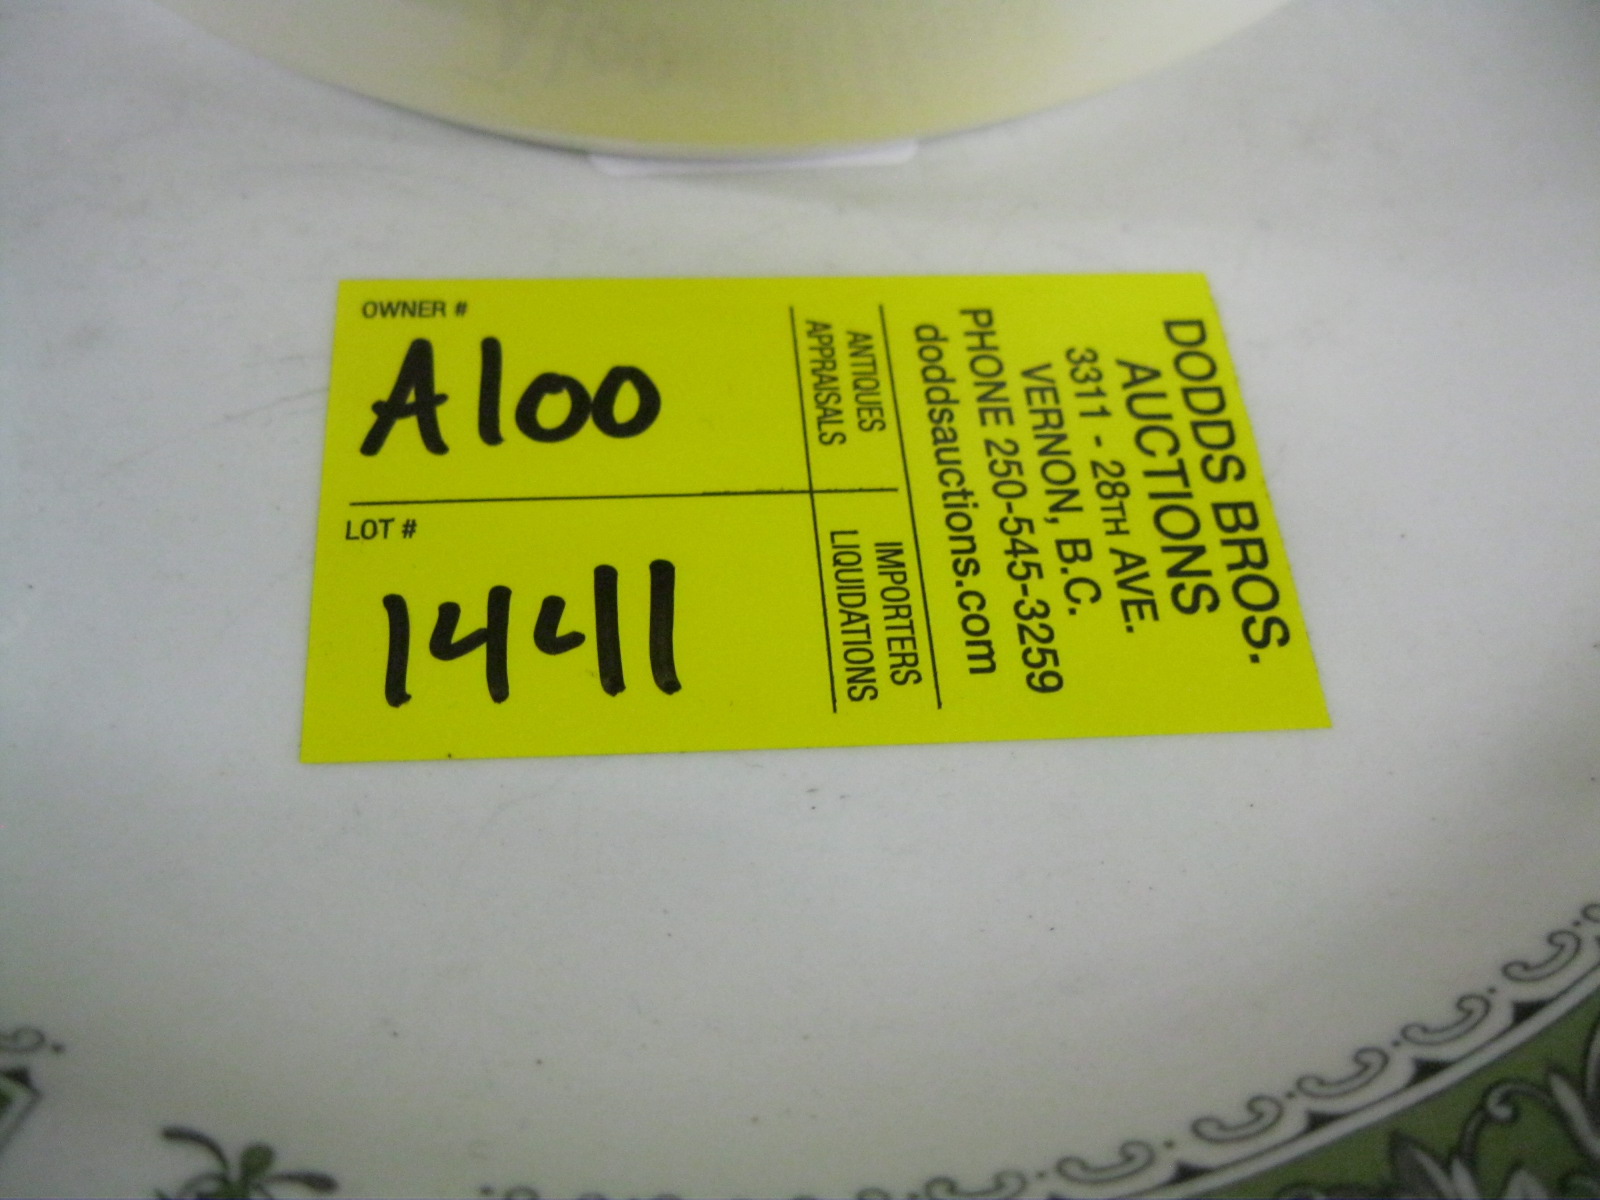 OWNER #
A100
LOT #
1441
ANTIQUES
APPRAISALS
IMPORTERS
LIQUIDATIONS
DODDS BROS.
AUCTIONS
3311 - 28TH AVE.
VERNON, B.C.
PHONE 250-545-3259
doddsauctions.com